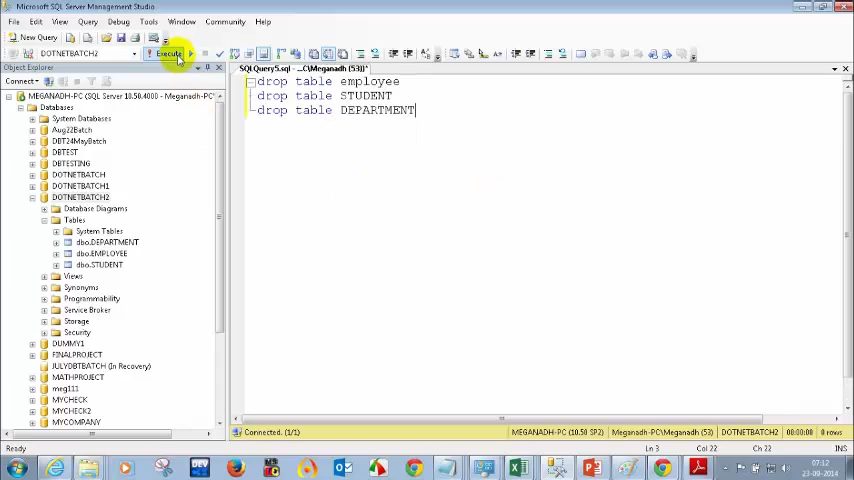 Microsoft SQL Server Management Studio
File Edit View Query Debug Tools Window Community Help
New Query
DOTNETBATCH2 Execute
Object Explorer
SQLQuery5.sql - ...C\Meganadh (53))*
Connect
MEGANADH-PC (SQL Server 10.50.4000 - Meganadh-PC\
Databases
System Databases
Aug22Batch
DBT24MayBatch
DBTEST
DBTESTING
DOTNETBATCH
DOTNETBATCH1
DOTNETBATCH2
Database Diagrams
Tables
System Tables
dbo.DEPARTMENT
dbo.EMPLOYEE
dbo.STUDENT
Views
Synonyms
Programmability
Service Broker
Storage
Security
DUMMY1
FINALPROJECT
JULYDBTBATCH (In Recovery)
MATHPROJECT
meg111
MYCHECK
MYCHECK2
MYCOMPANY
drop table employee
drop table STUDENT
drop table DEPARTMENT
Connected. (1/1) MEGANADH-PC (10.50 SP2) Meganadh-PC\Meganadh (53) DOTNETBATCH2 00:00:00 0 rows
Ready Ln 3 Col 22 Ch 22 INS
DEV
07:12
23-09-2014